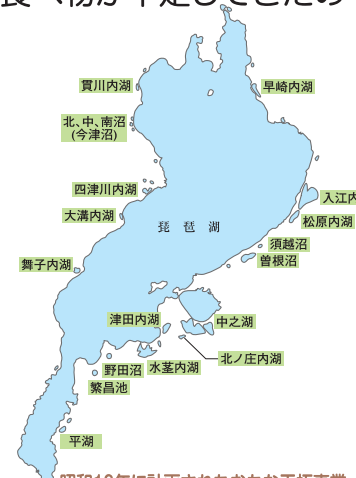 貫川内湖
早崎内湖
北、中、南沼
(今津沼)
四津川内湖
入江内
大溝内湖
松原内湖
琵琶湖
須越沼
曽根沼
舞子内湖
津田内湖
中之湖
北ノ庄内湖
野田沼
水茎内湖
繁昌池
平湖